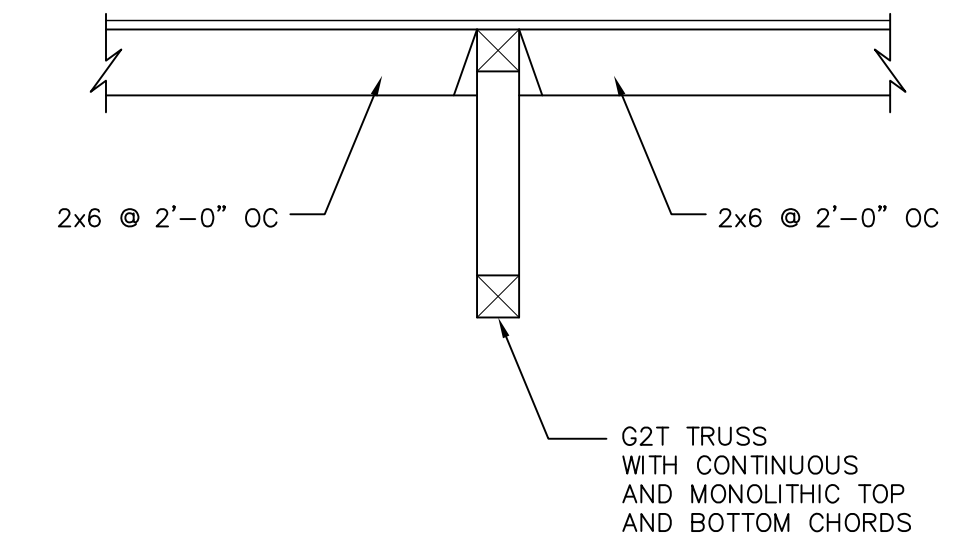 2x6 @ 2'-0" OC
2x6 @ 2'-0" OC
G2T TRUSS
WITH CONTINUOUS
AND MONOLITHIC TOP
AND BOTTOM CHORDS